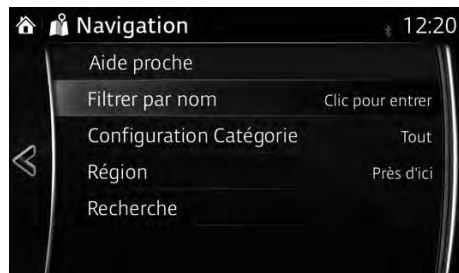 Navigation 12:20
Aide proche
Filtrer par nom Clic pour entrer
Configuration Catégorie Tout
Région Près d'ici
Recherche